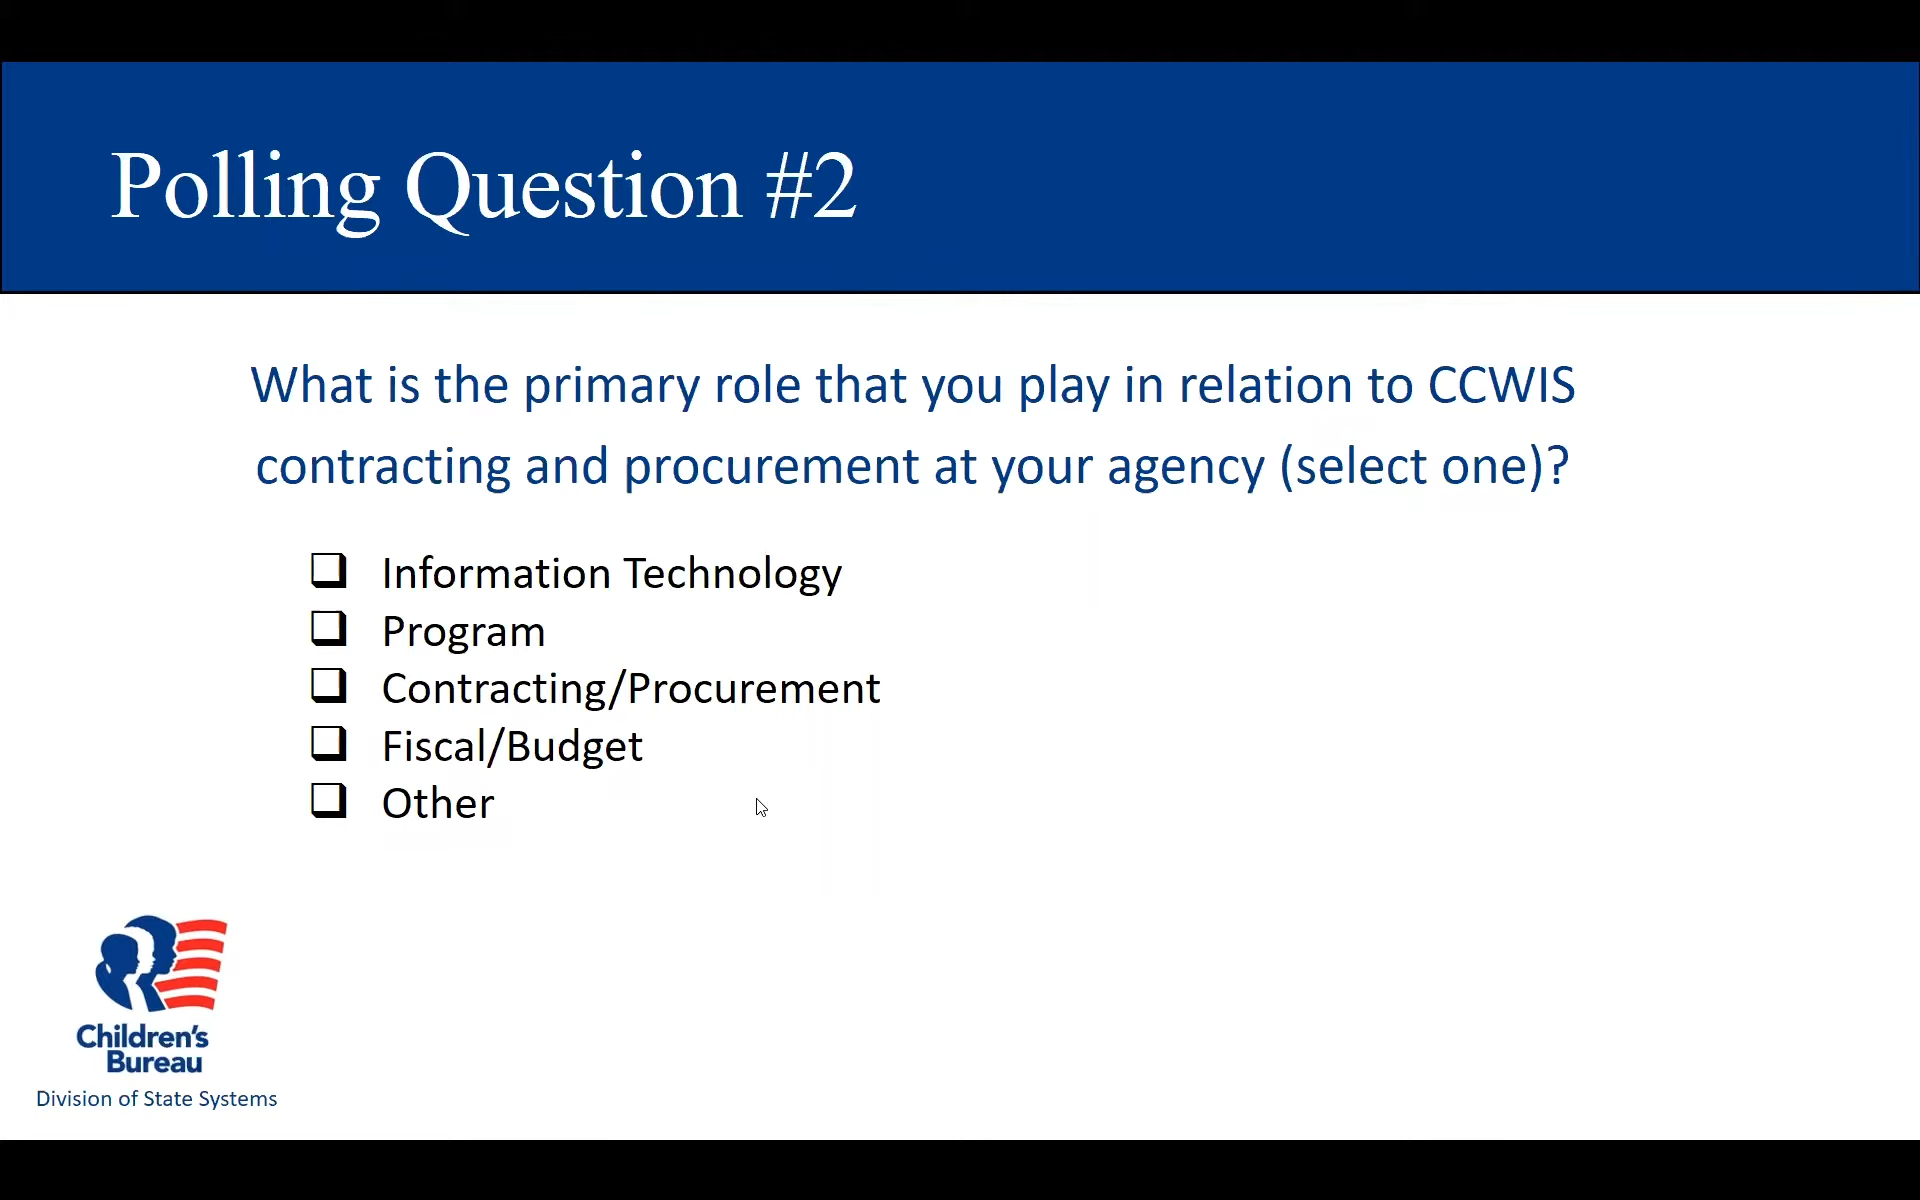 Polling Question #2
What is the primary role that you play in relation to CCWIS
contracting and procurement at your agency (select one)?
Information Technology
Program
Contracting/Procurement
Fiscal/Budget
Other
Children's
Bureau
Division of State Systems